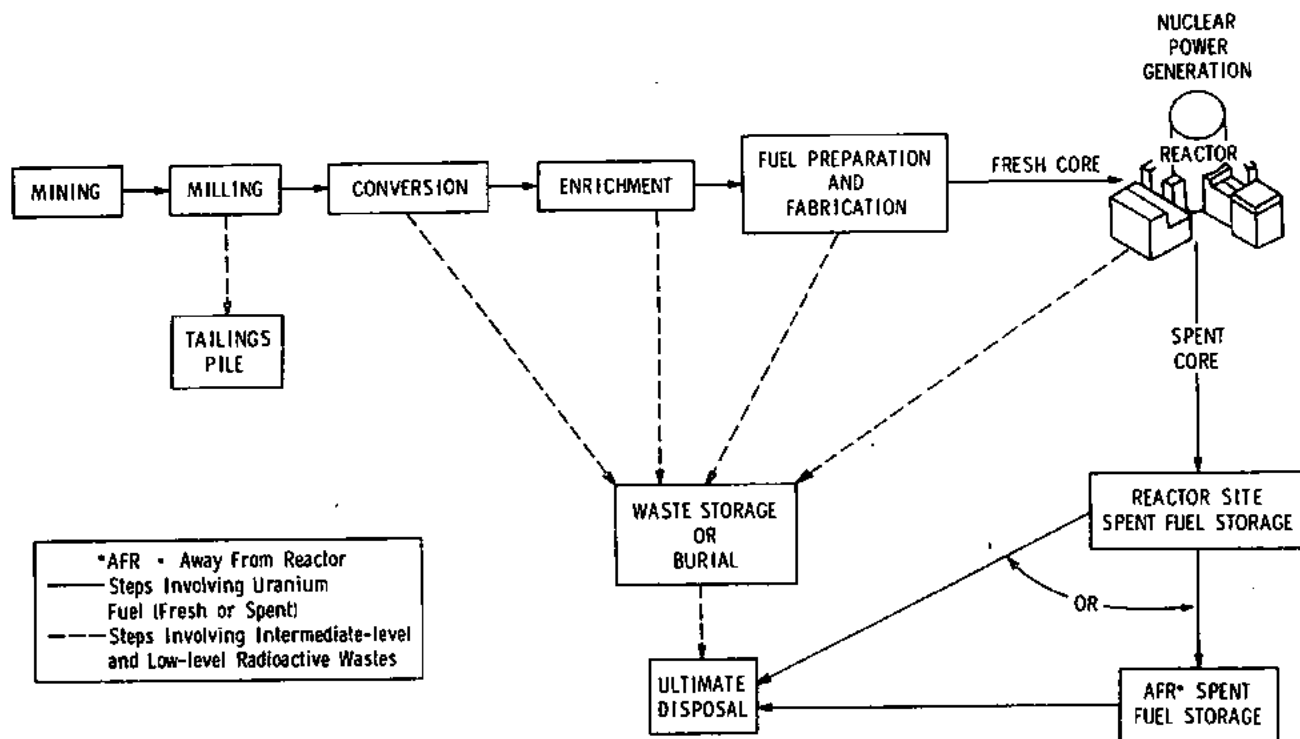 NUCLEAR
POWER
GENERATION
REACTOR
MINING
MILLING
CONVERSION
ENRICHMENT
FUEL PREPARATION
AND
FABRICATION
FRESH CORE
TAILINGS
PILE
SPENT
CORE
WASTE STORAGE
OR
BURIAL
REACTOR SITE
SPENT FUEL STORAGE
OR
*AFR - Away From Reactor
Steps Involving Uranium
Fuel (Fresh or Spent)
Steps Involving Intermediate-level
and Low-level Radioactive Wastes
ULTIMATE
DISPOSAL
AFR* SPENT
FUEL STORAGE